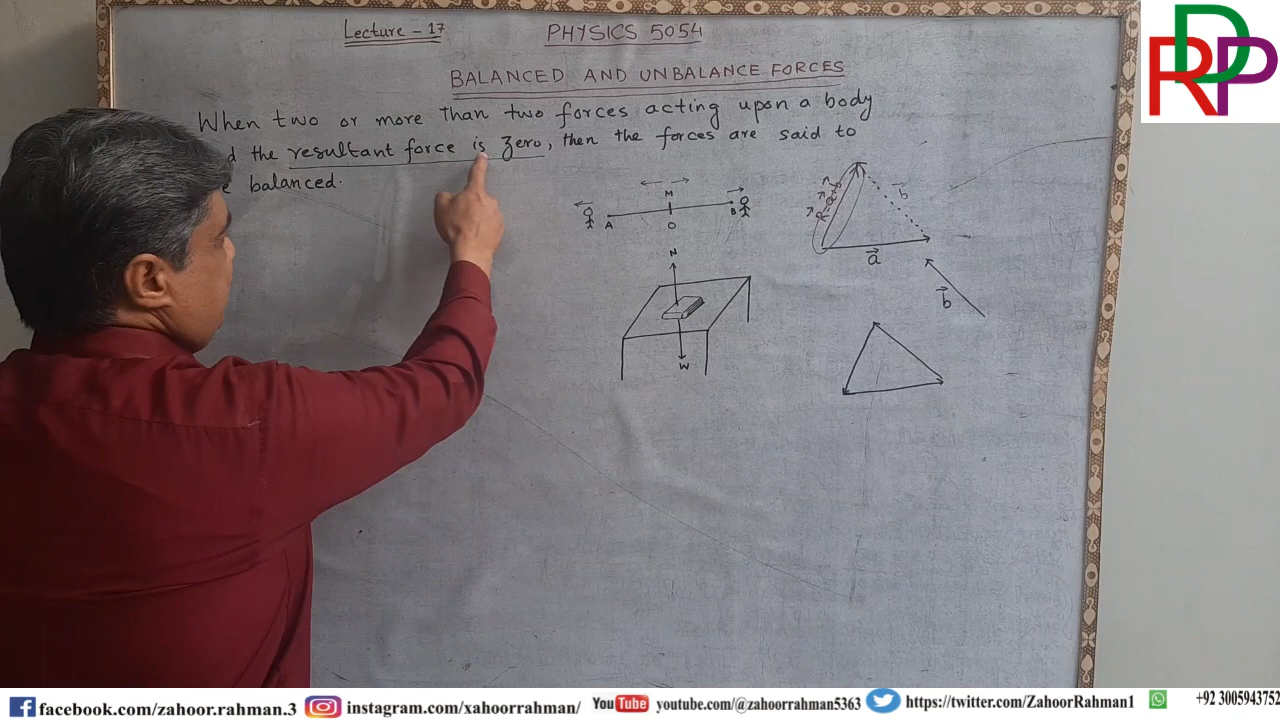 Lecture - 17
PHYSICS 5054
BALANCED AND UNBALANCE FORCES
When two or more than two forces acting upon a body
the resultant force is zero, then the forces are said to
balanced.
M
A
O
B
N
W
b
a
b
RDP
facebook.com/zahoor.rahman.3
instagram.com/xahoorrahman/
YouTube youtube.com/@zahoorrahman5363
https://twitter.com/ZahoorRahman1
+92 3005943752